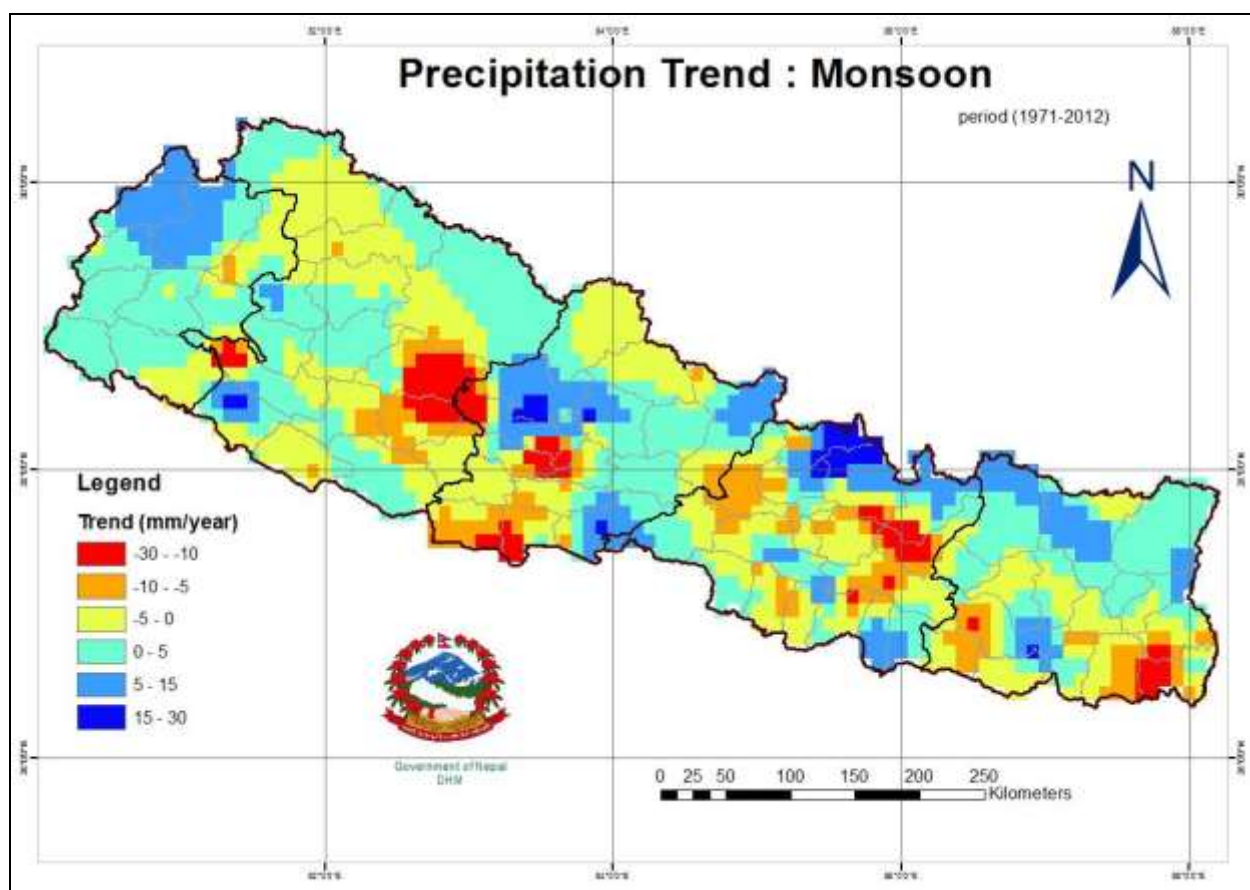 Precipitation Trend : Monsoon
period (1971-2012)
N
Legend
Trend (mm/year)
-30 - -10
-10 - -5
-5 - 0
0 - 5
5 - 15
15 - 30
Government of Nepal
DHM
0 25 50 100 150 200 250
Kilometers